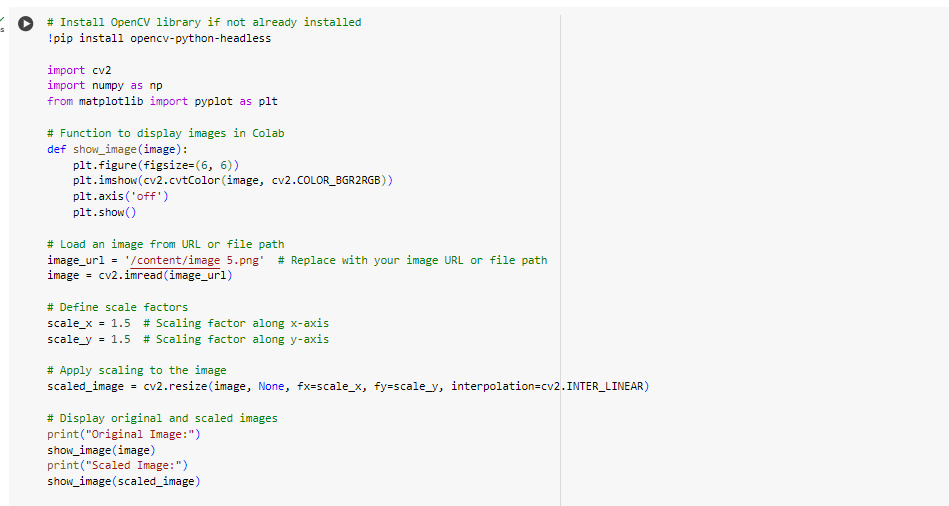 s
# Install OpenCV library if not already installed
!pip install opencv-python-headless
import cv2
import numpy as np
from matplotlib import pyplot as plt
# Function to display images in Colab
def show_image(image):
    plt.figure(figsize=(6, 6))
    plt.imshow(cv2.cvtColor(image, cv2.COLOR_BGR2RGB))
    plt.axis('off')
    plt.show()
# Load an image from URL or file path
image_url = '/content/image 5.png'  # Replace with your image URL or file path
image = cv2.imread(image_url)
# Define scale factors
scale_x = 1.5  # Scaling factor along x-axis
scale_y = 1.5  # Scaling factor along y-axis
# Apply scaling to the image
scaled_image = cv2.resize(image, None, fx=scale_x, fy=scale_y, interpolation=cv2.INTER_LINEAR)
# Display original and scaled images
print("Original Image:")
show_image(image)
print("Scaled Image:")
show_image(scaled_image)